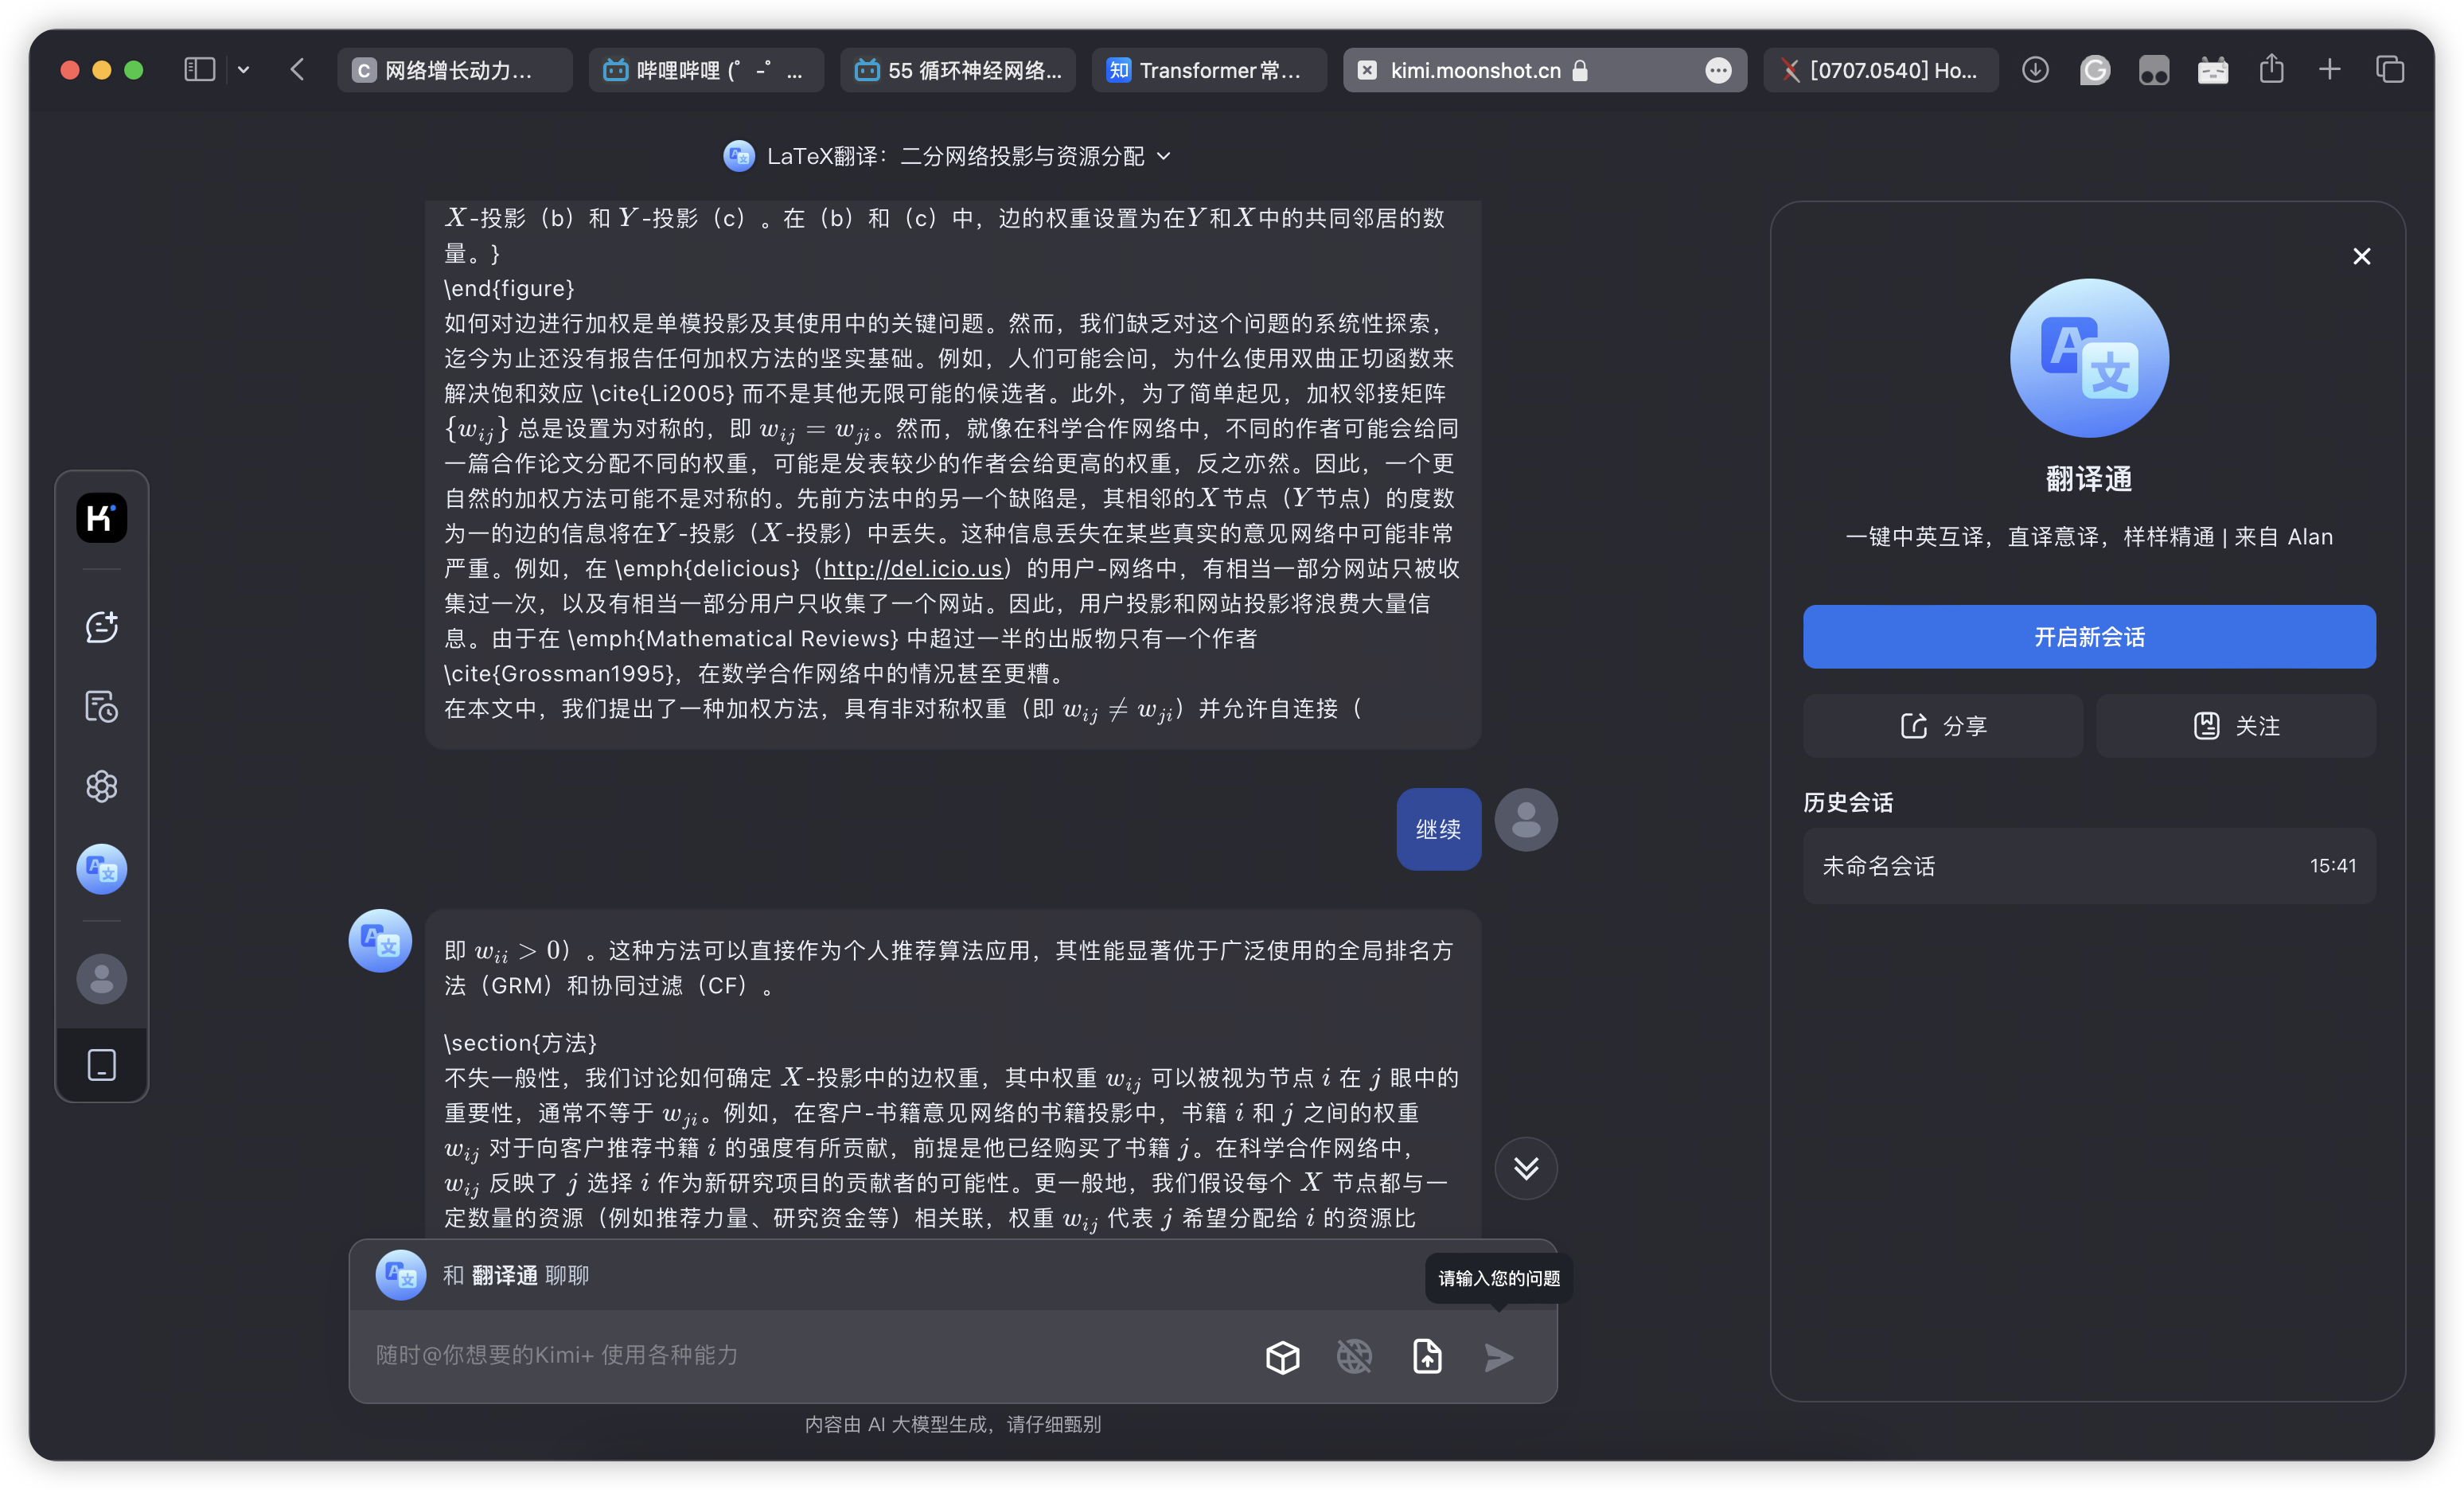 网络增长动力...
哔哩哔哩 (゜-゜...
55 循环神经网络...
知 Transformer 常...
kimi.moonshot.cn
[0707.0540] Ho...
LaTeX翻译：二分网络投影与资源分配
X-投影（b）和 Y-投影（c）。在（b）和（c）中，边的权重设置为在Y和X中的共同邻居的数
量。}
\end{figure}
如何对边进行加权是单模投影及其使用中的关键问题。然而，我们缺乏对这个问题的系统性探索，
迄今为止还没有报告任何加权方法的坚实基础。例如，人们可能会问，为什么使用双曲正切函数来
解决饱和效应 \cite{Li2005} 而不是其他无限可能的候选者。此外，为了简单起见，加权邻接矩阵
{w_{ij}} 总是设置为对称的，即 w_{ij} = w_{ji}。然而，就像在科学合作网络中，不同的作者可能会给同
一篇合作论文分配不同的权重，可能是发表较少的作者会给更高的权重，反之亦然。因此，一个更
自然的加权方法可能不是对称的。先前方法中的另一个缺陷是，其相邻的X节点（Y节点）的度数
为一的边的信息将在Y-投影（X-投影）中丢失。这种信息丢失在某些真实的意见网络中可能非常
严重。例如，在 \emph{delicious}（http://del.icio.us）的用户-网络中，有相当一部分网站只被收
集过一次，以及有相当一部分用户只收集了一个网站。因此，用户投影和网站投影将浪费大量信
息。由于在 \emph{Mathematical Reviews} 中超过一半的出版物只有一个作者
\cite{Grossman1995}，在数学合作网络中的情况甚至更糟。
在本文中，我们提出了一种加权方法，具有非对称权重（即 w_{ij} ≠ w_{ji}）并允许自连接（
继续
即 w_{ii} > 0）。这种方法可以直接作为个人推荐算法应用，其性能显著优于广泛使用的全局排名方
法（GRM）和协同过滤（CF）。
\section{方法}
不失一般性，我们讨论如何确定 X-投影中的边权重，其中权重 w_{ij} 可以被视为节点 i 在 j 眼中的
重要性，通常不等于 w_{ji}。例如，在客户-书籍意见网络的书籍投影中，书籍 i 和 j 之间的权重
w_{ij} 对于向客户推荐书籍 i 的强度有所贡献，前提是他已经购买了书籍 j。在科学合作网络中，
w_{ij} 反映了 j 选择 i 作为新研究项目的贡献者的可能性。更一般地，我们假设每个 X 节点都与一
定数量的资源（例如推荐力量、研究资金等）相关联，权重 w_{ij} 代表 j 希望分配给 i 的资源比
和 翻译通 聊聊
请输入您的问题
随时@你想要的Kimi+ 使用各种能力
内容由 AI 大模型生成，请仔细甄别
翻译通
一键中英互译，直译意译，样样精通 | 来自 Alan
开启新会话
分享
关注
历史会话
未命名会话
15:41